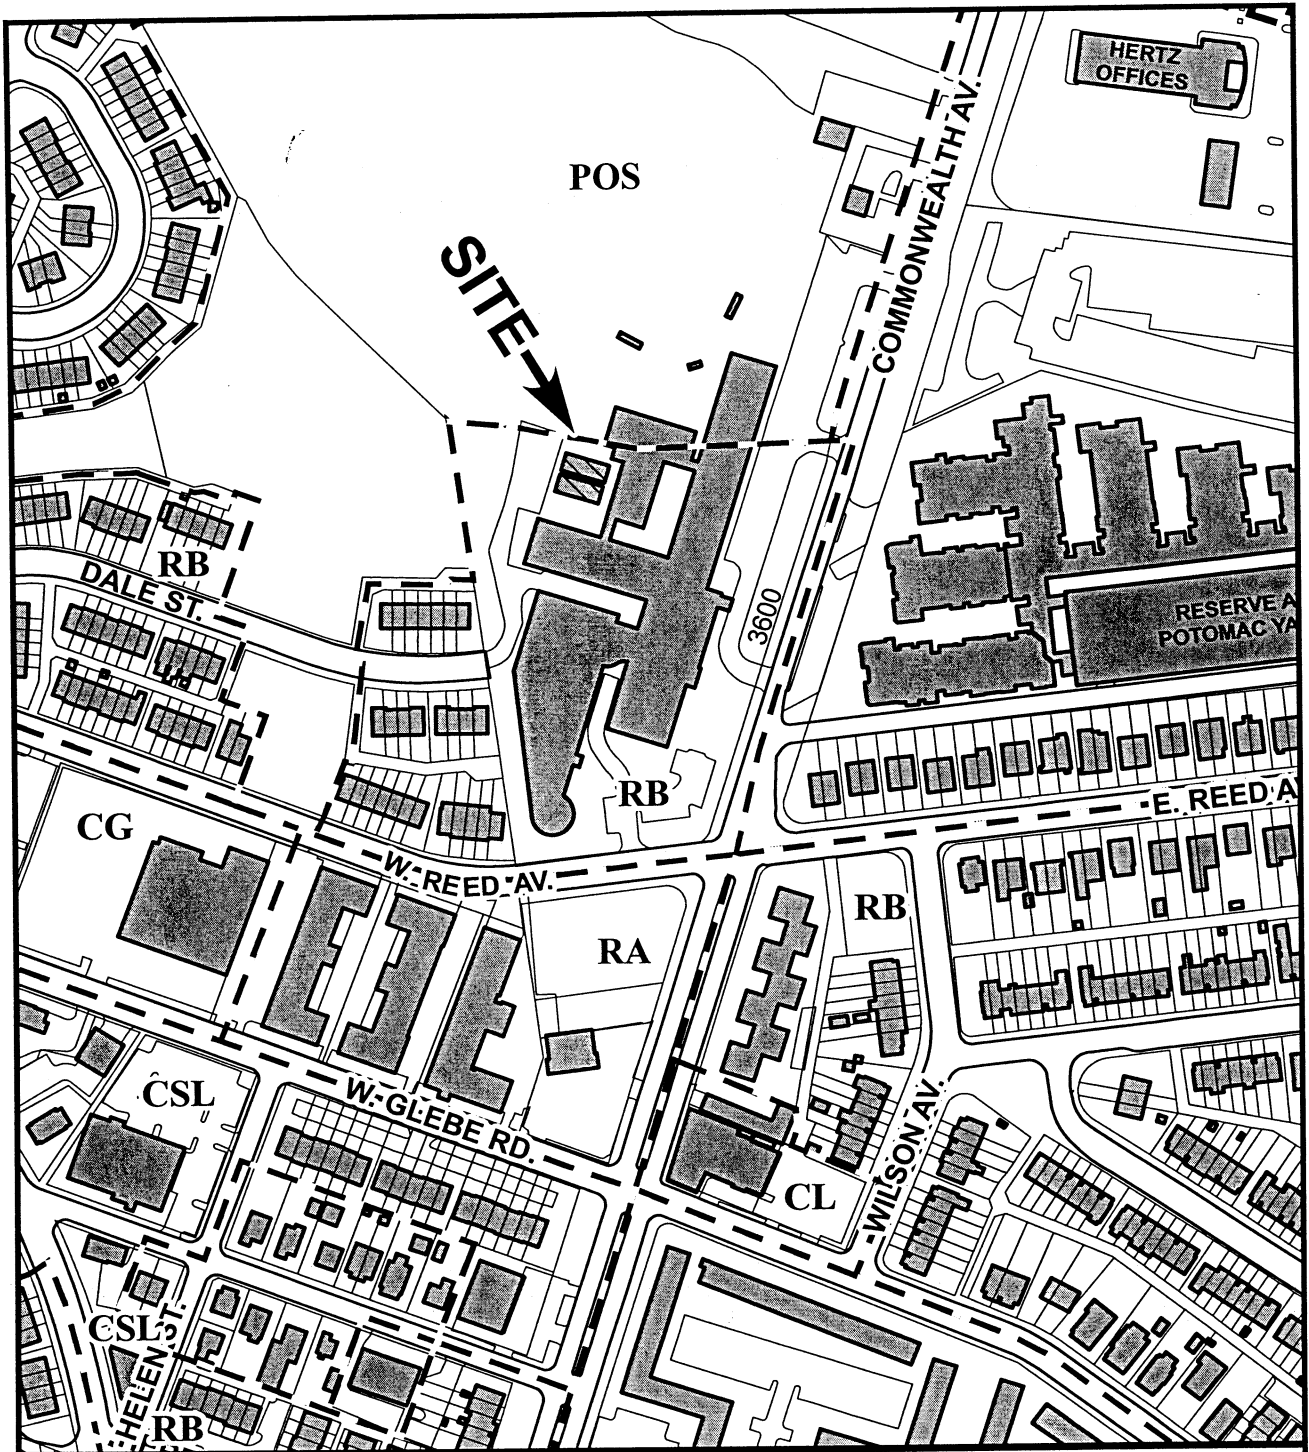 HERTZ
OFFICES
POS
COMMONWEALTH AV.
SITE
RB
DALE ST.
3600
RESERVE A
POTOMAC YA
RB
CG
E. REED A
W. REED AV.
RB
RA
CSL
W. GLEBE RD.
WILSON AV.
CL
CSL
HELEN ST.
RB